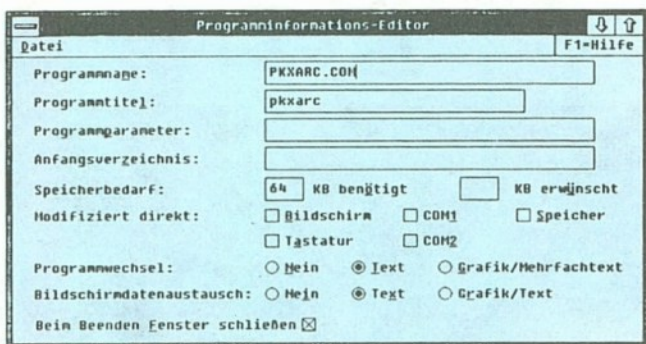 Programminformations-Editor
Datei F1=Hilfe
Programmname: PKXARC.COM
Programmtitel: pkxarc
Programmparameter:
Anfangsverzeichnis:
Speicherbedarf: 64 KB benötigt KB erwünscht
Modifiziert direkt: Bildschirm COM1 Speicher
Tastatur COM2
Programmwechsel: Nein Text Grafik/Mehrfachtext
Bildschirmdatenaustausch: Nein Text Grafik/Text
Beim Beenden Fenster schließen